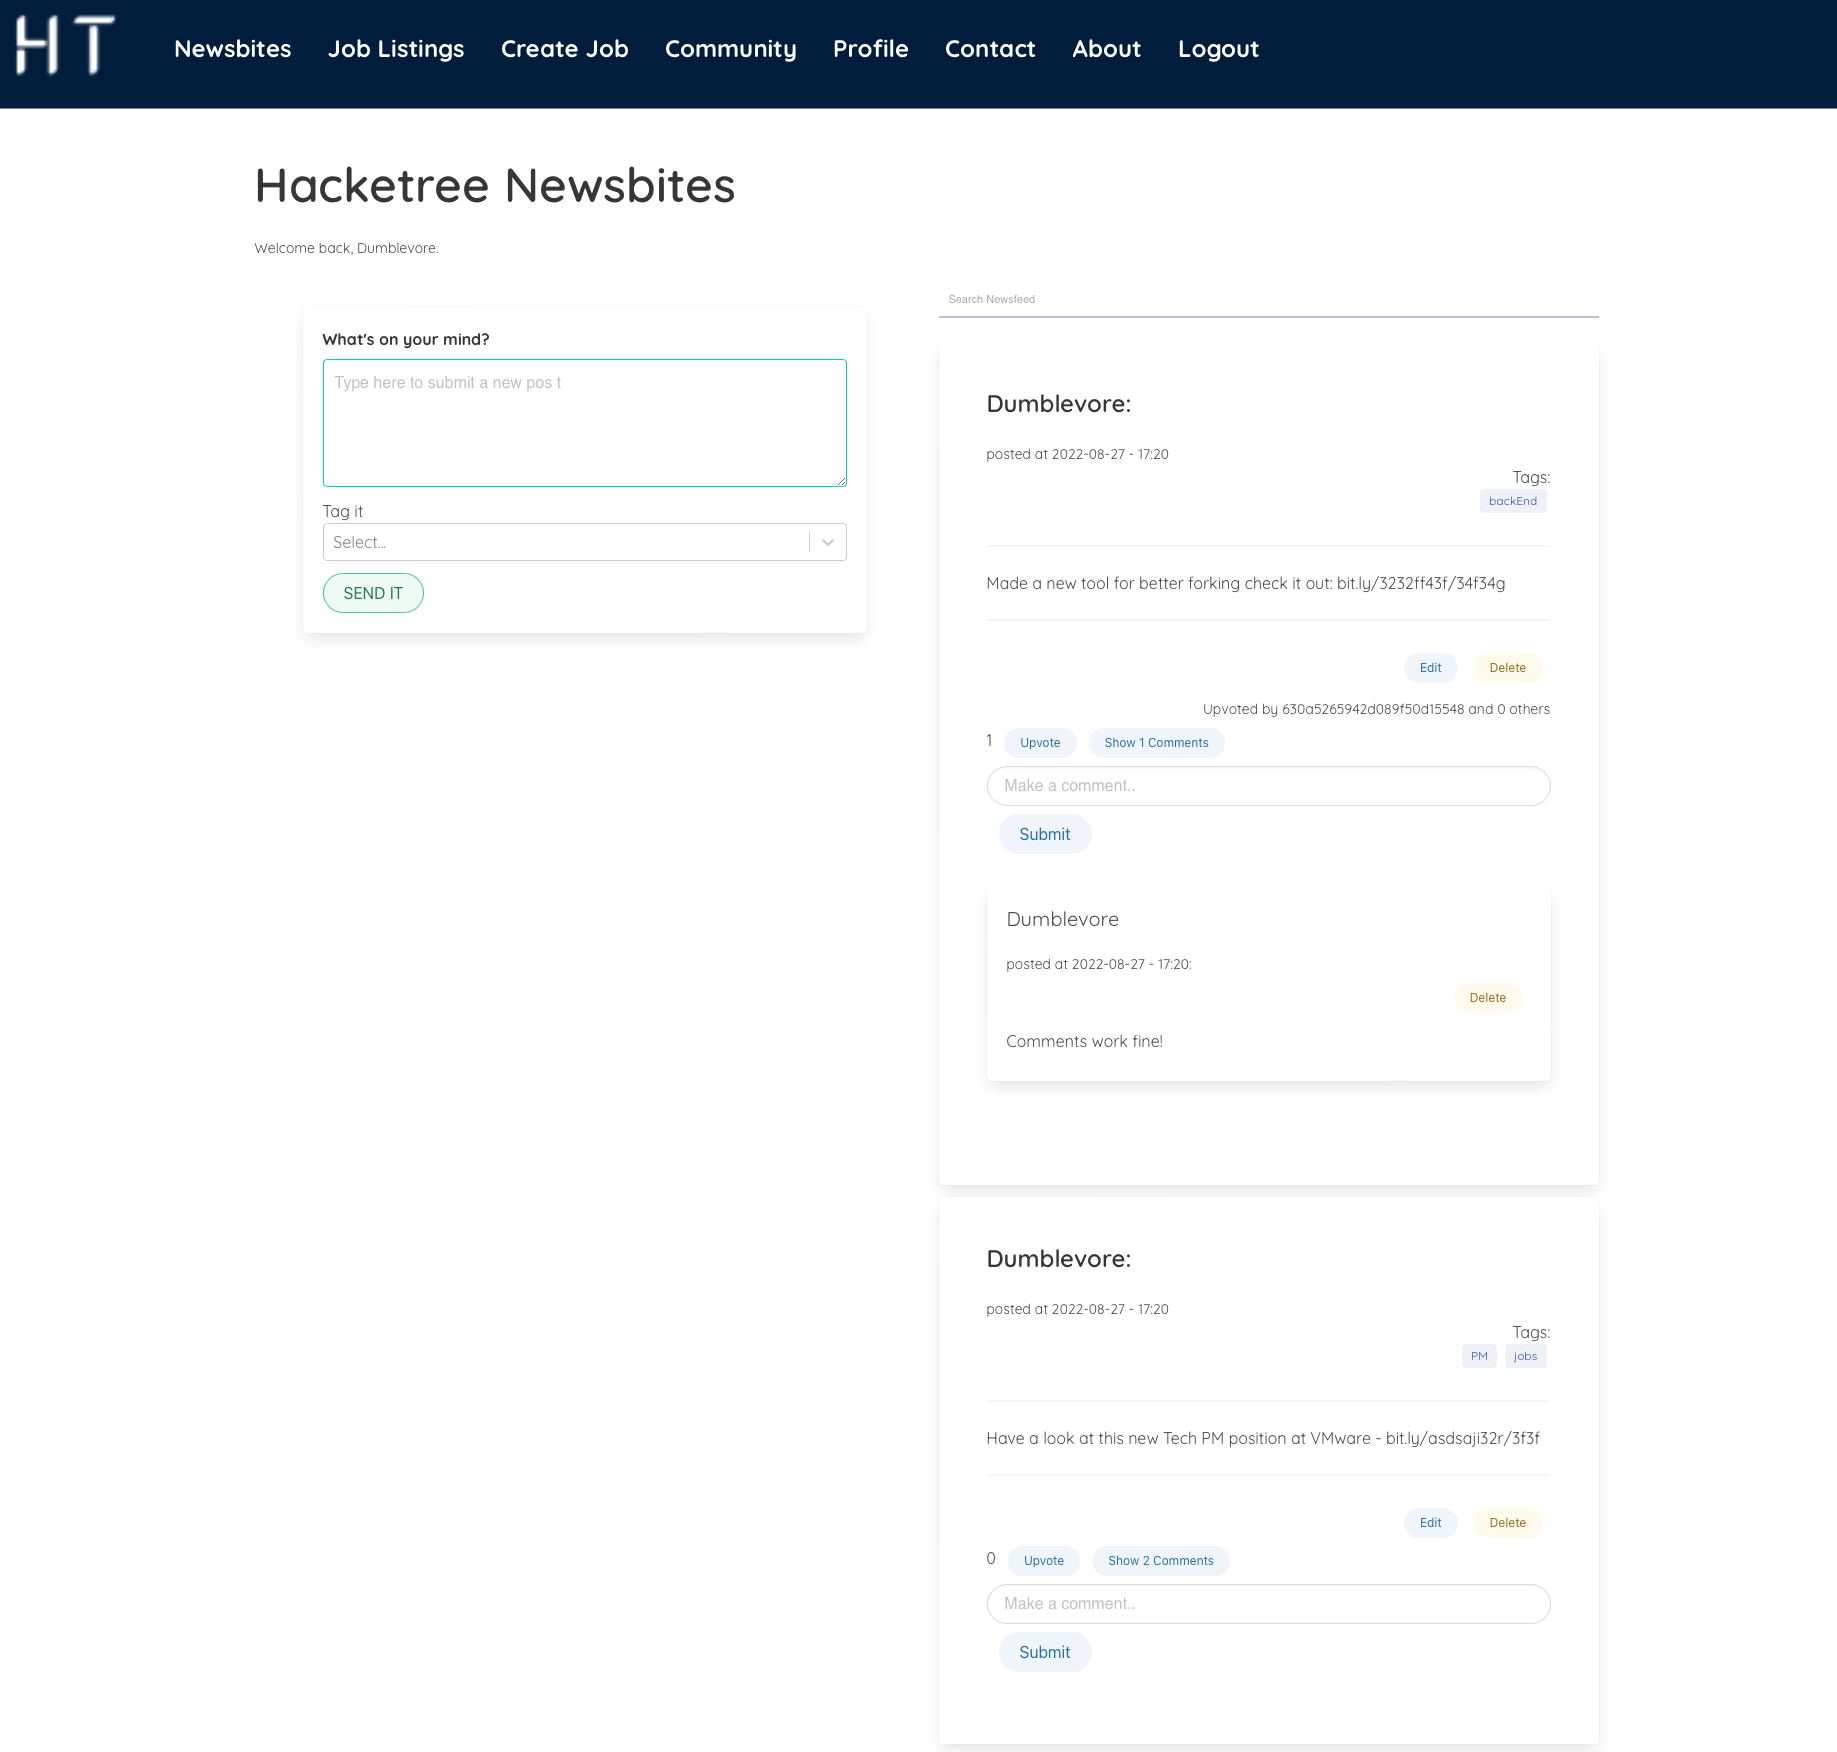 HT
Newsbites Job Listings Create Job Community Profile Contact About Logout
Hacketree Newsbites
Welcome back, Dumblevore.
What's on your mind?
Type here to submit a new pos t
Tag it
Select...
SEND IT
Search Newsfeed
Dumblevore:
posted at 2022-08-27 - 17:20
Tags:
backEnd
Made a new tool for better forking check it out: bit.ly/3232ff43f/34f34g
Edit Delete
Upvoted by 630a5265942d089f50d15548 and 0 others
1 Upvote Show 1 Comments
Make a comment..
Submit
Dumblevore
posted at 2022-08-27 - 17:20:
Delete
Comments work fine!
Dumblevore:
posted at 2022-08-27 - 17:20
Tags:
PM jobs
Have a look at this new Tech PM position at VMware - bit.ly/asdsaji32r/3f3f
Edit Delete
0 Upvote Show 2 Comments
Make a comment..
Submit